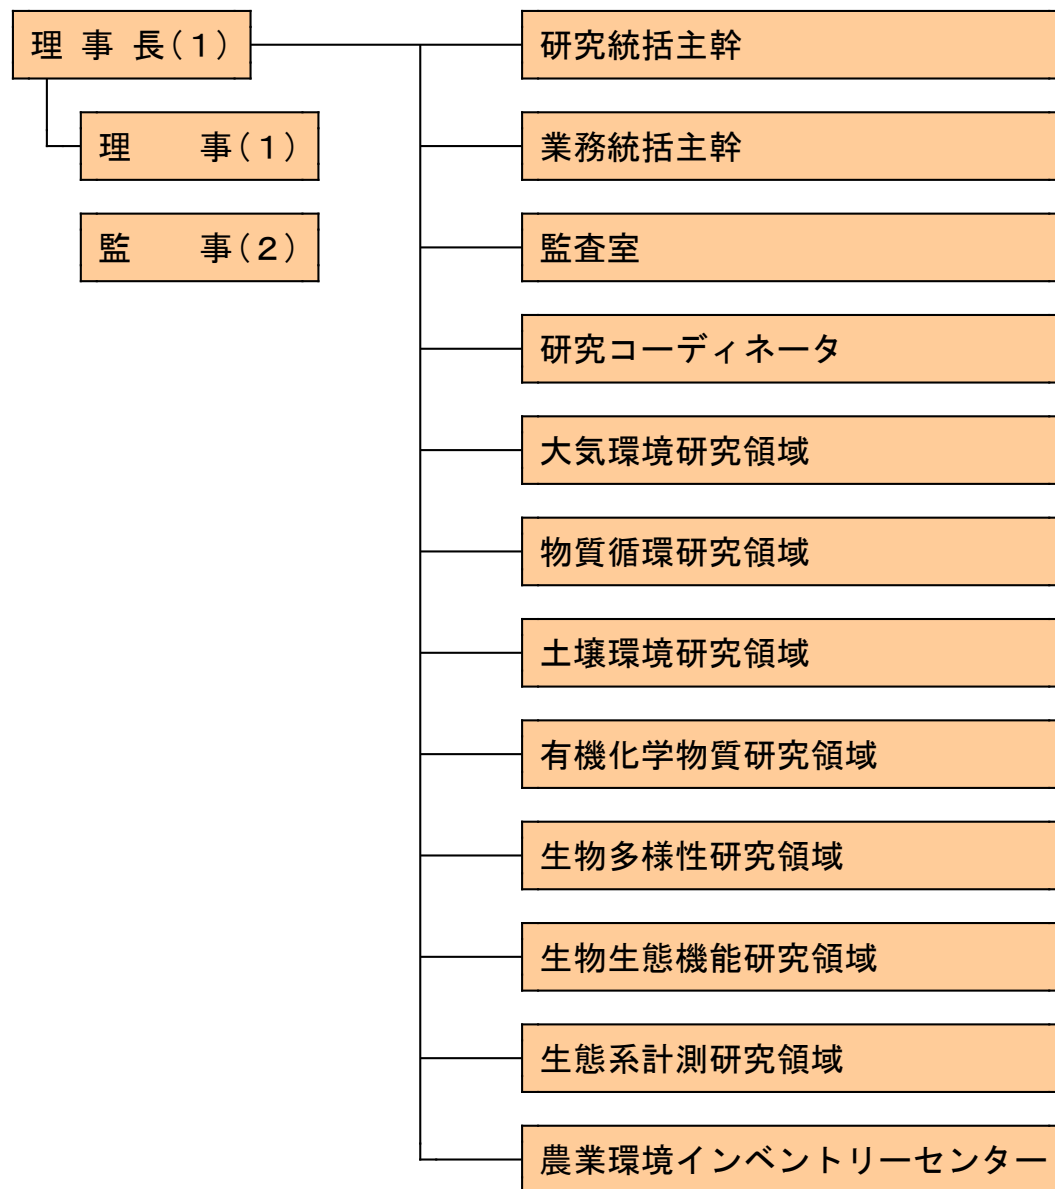 理 事 長(1)
理　　事(1)
監　　事(2)
研究統括主幹
業務統括主幹
監査室
研究コーディネータ
大気環境研究領域
物質循環研究領域
土壌環境研究領域
有機化学物質研究領域
生物多様性研究領域
生物生態機能研究領域
生態系計測研究領域
農業環境インベントリーセンター